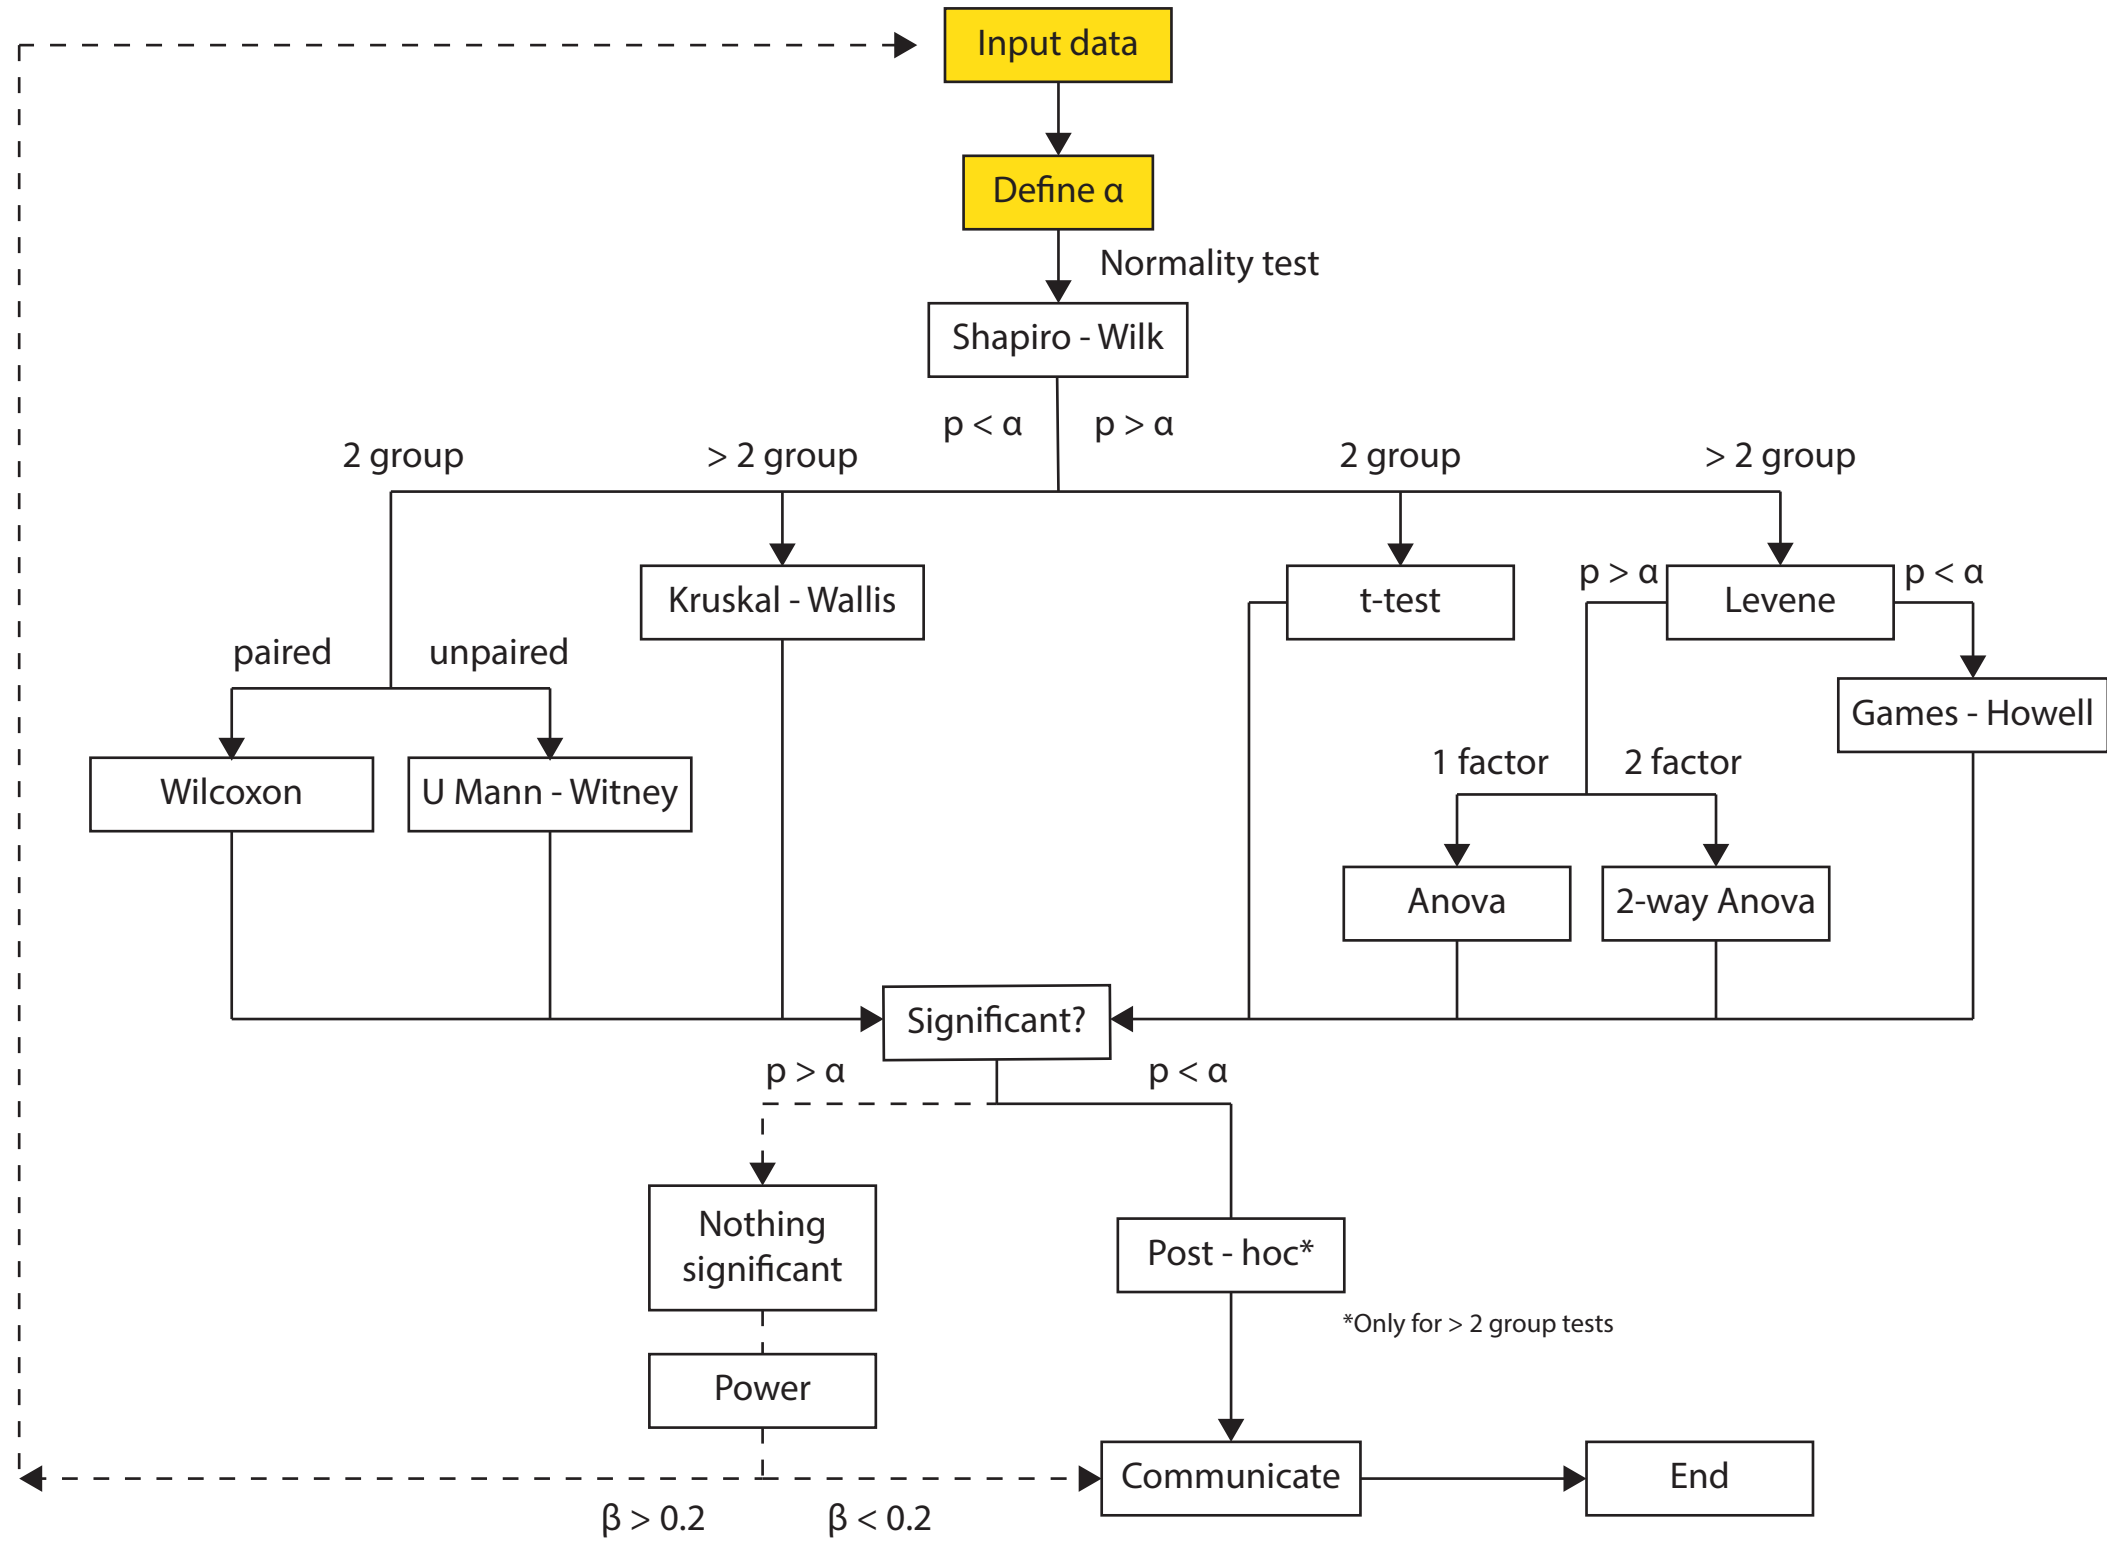 Input data
Define α
Normality test
Shapiro - Wilk
p < α
p > α
2 group
> 2 group
2 group
> 2 group
Kruskal - Wallis
t-test
p > α
Levene
p < α
paired
unpaired
Games - Howell
1 factor
2 factor
Wilcoxon
U Mann - Witney
Anova
2-way Anova
Significant?
p > α
p < α
Nothing
significant
Post - hoc*
*Only for > 2 group tests
Power
Communicate
End
β > 0.2
β < 0.2